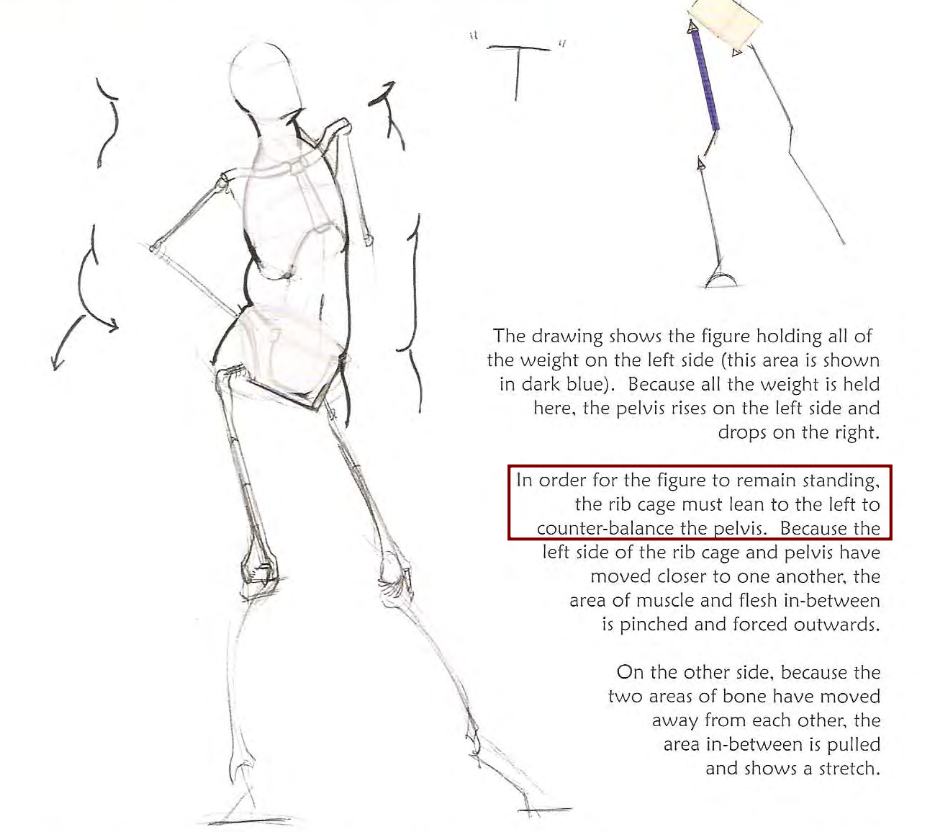 " T "
The drawing shows the figure holding all of
the weight on the left side (this area is shown
in dark blue). Because all the weight is held
here, the pelvis rises on the left side and
drops on the right.
In order for the figure to remain standing,
the rib cage must lean to the left to
counter-balance the pelvis. Because the
left side of the rib cage and pelvis have
moved closer to one another, the
area of muscle and flesh in-between
is pinched and forced outwards.
On the other side, because the
two areas of bone have moved
away from each other, the
area in-between is pulled
and shows a stretch.